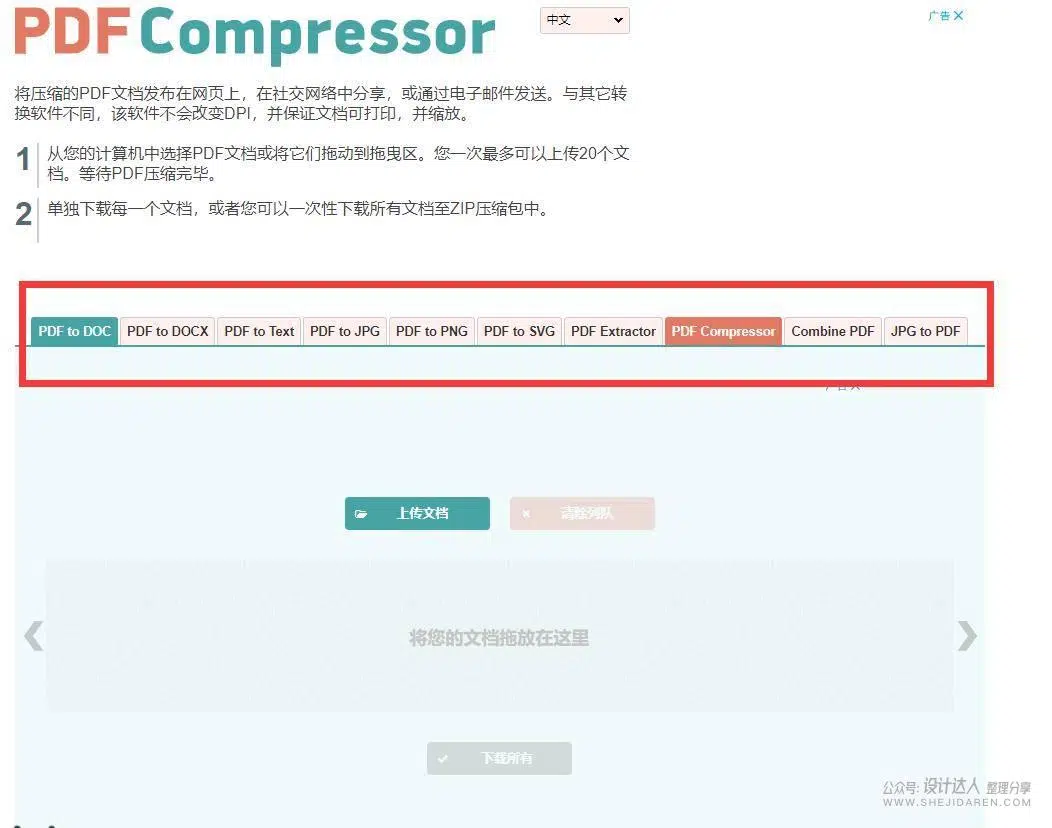 PDF Compressor
中文
广告
将压缩的PDF文档发布在网页上，在社交网络中分享，或通过电子邮件发送。与其它转
换软件不同，该软件不会改变DPI，并保证文档可打印，并缩放。
1 从您的计算机中选择PDF文档或将它们拖动到拖曳区。您一次最多可以上传20个文
档。等待PDF压缩完毕。
2 单独下载每一个文档，或者您可以一次性下载所有文档至ZIP压缩包中。
PDF to DOC PDF to DOCX PDF to Text PDF to JPG PDF to PNG PDF to SVG PDF Extractor PDF Compressor Combine PDF JPG to PDF
上传文档 清除列队
将您的文档拖放在这里
下载所有
公众号: 设计达人 整理分享
WWW.SHEJIDAREN.COM